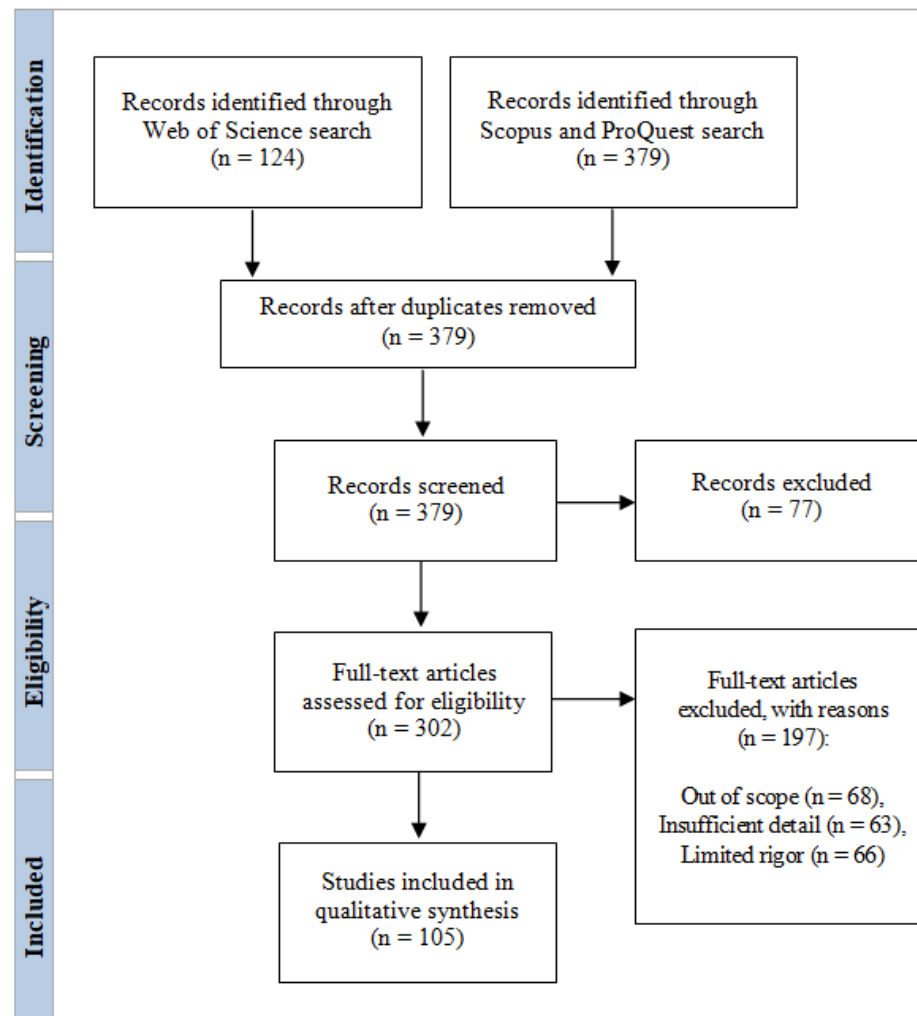 Identification
Records identified through
Web of Science search
(n = 124)
Records identified through
Scopus and ProQuest search
(n = 379)
Screening
Records after duplicates removed
(n = 379)
Records screened
(n = 379)
Records excluded
(n = 77)
Eligibility
Full-text articles
assessed for eligibility
(n = 302)
Full-text articles
excluded, with reasons
(n = 197):
Out of scope (n = 68),
Insufficient detail (n = 63),
Limited rigor (n = 66)
Included
Studies included in
qualitative synthesis
(n = 105)